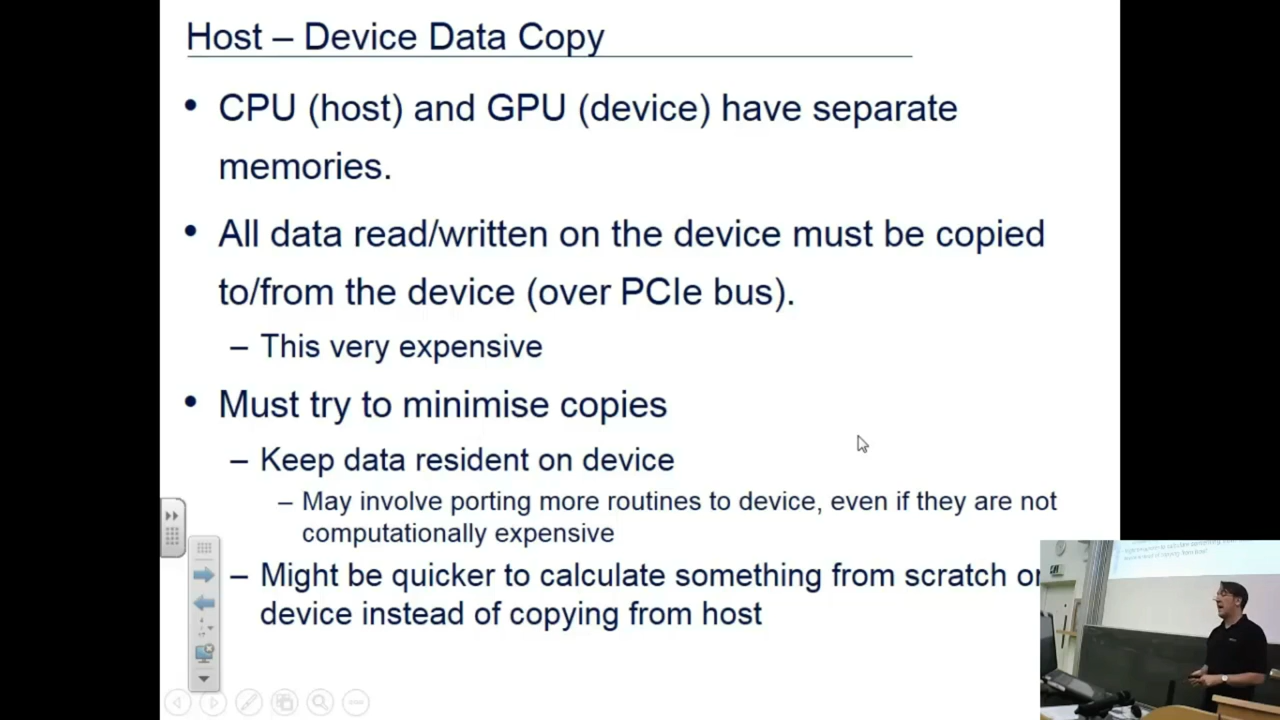 Host – Device Data Copy
• CPU (host) and GPU (device) have separate
memories.
• All data read/written on the device must be copied
to/from the device (over PCIe bus).
– This very expensive
• Must try to minimise copies
– Keep data resident on device
– May involve porting more routines to device, even if they are not
computationally expensive
– Might be quicker to calculate something from scratch on
device instead of copying from host